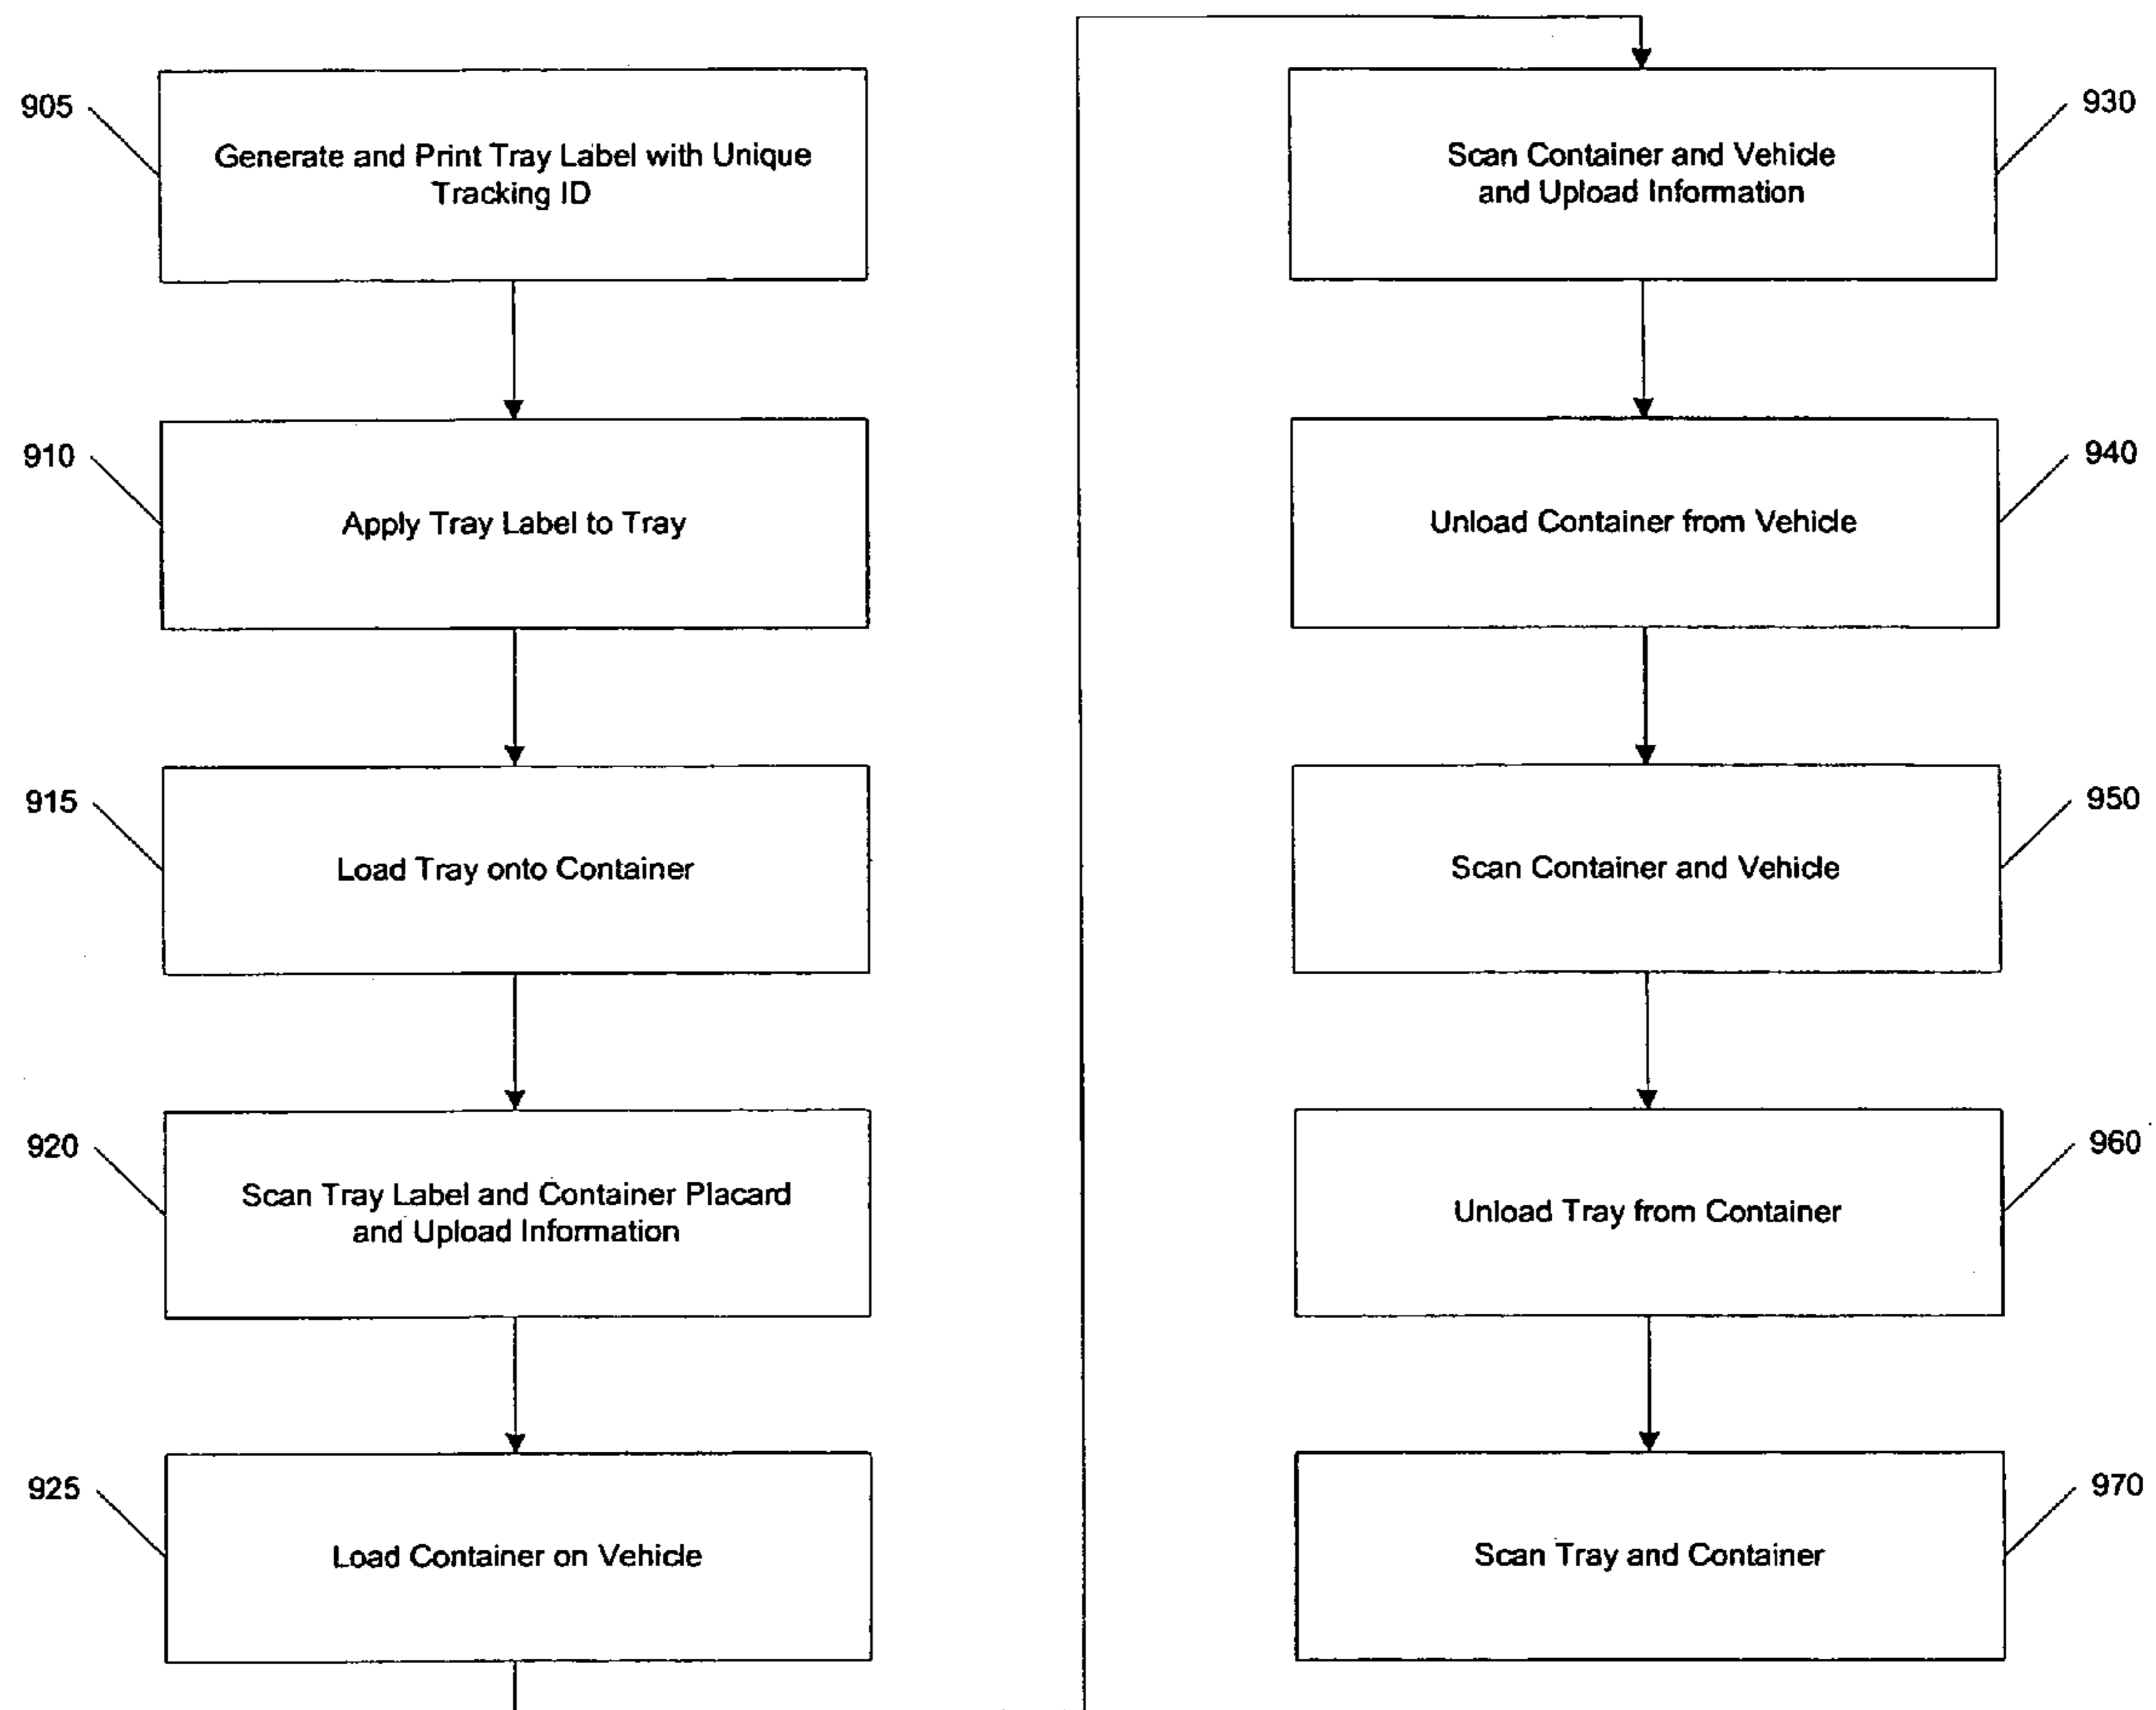 905
Generate and Print Tray Label with Unique
Tracking ID
910
Apply Tray Label to Tray
915
Load Tray onto Container
920
Scan Tray Label and Container Placard
and Upload Information
925
Load Container on Vehicle
930
Scan Container and Vehicle
and Upload Information
940
Unload Container from Vehicle
950
Scan Container and Vehicle
960
Unload Tray from Container
970
Scan Tray and Container